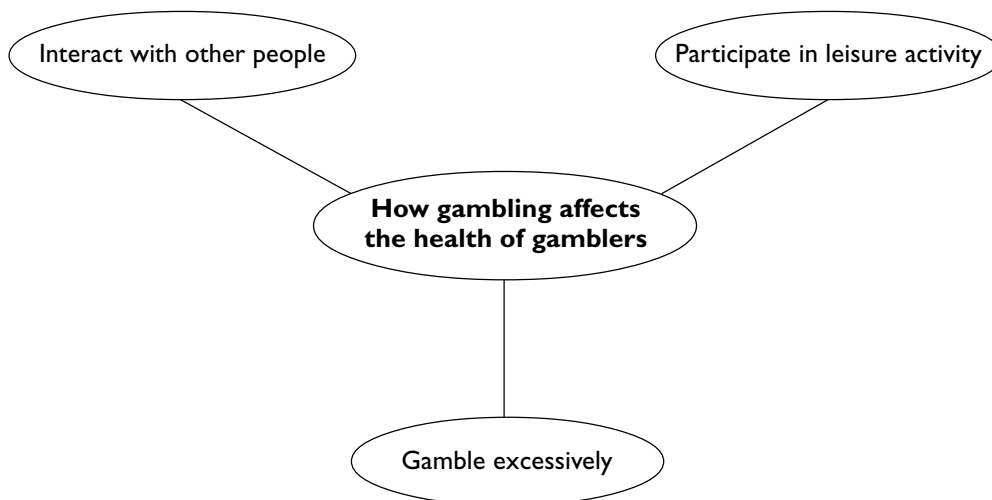 Interact with other people
Participate in leisure activity
How gambling affects
the health of gamblers
Gamble excessively